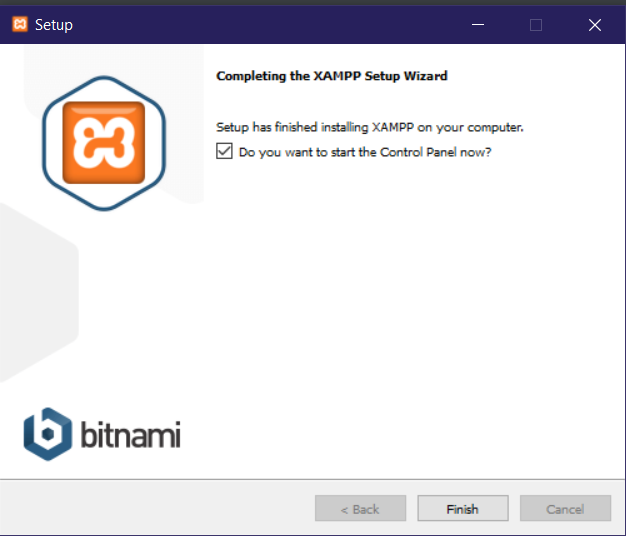 Setup
Completing the XAMPP Setup Wizard
Setup has finished installing XAMPP on your computer.
Do you want to start the Control Panel now?
bitnami
< Back
Finish
Cancel